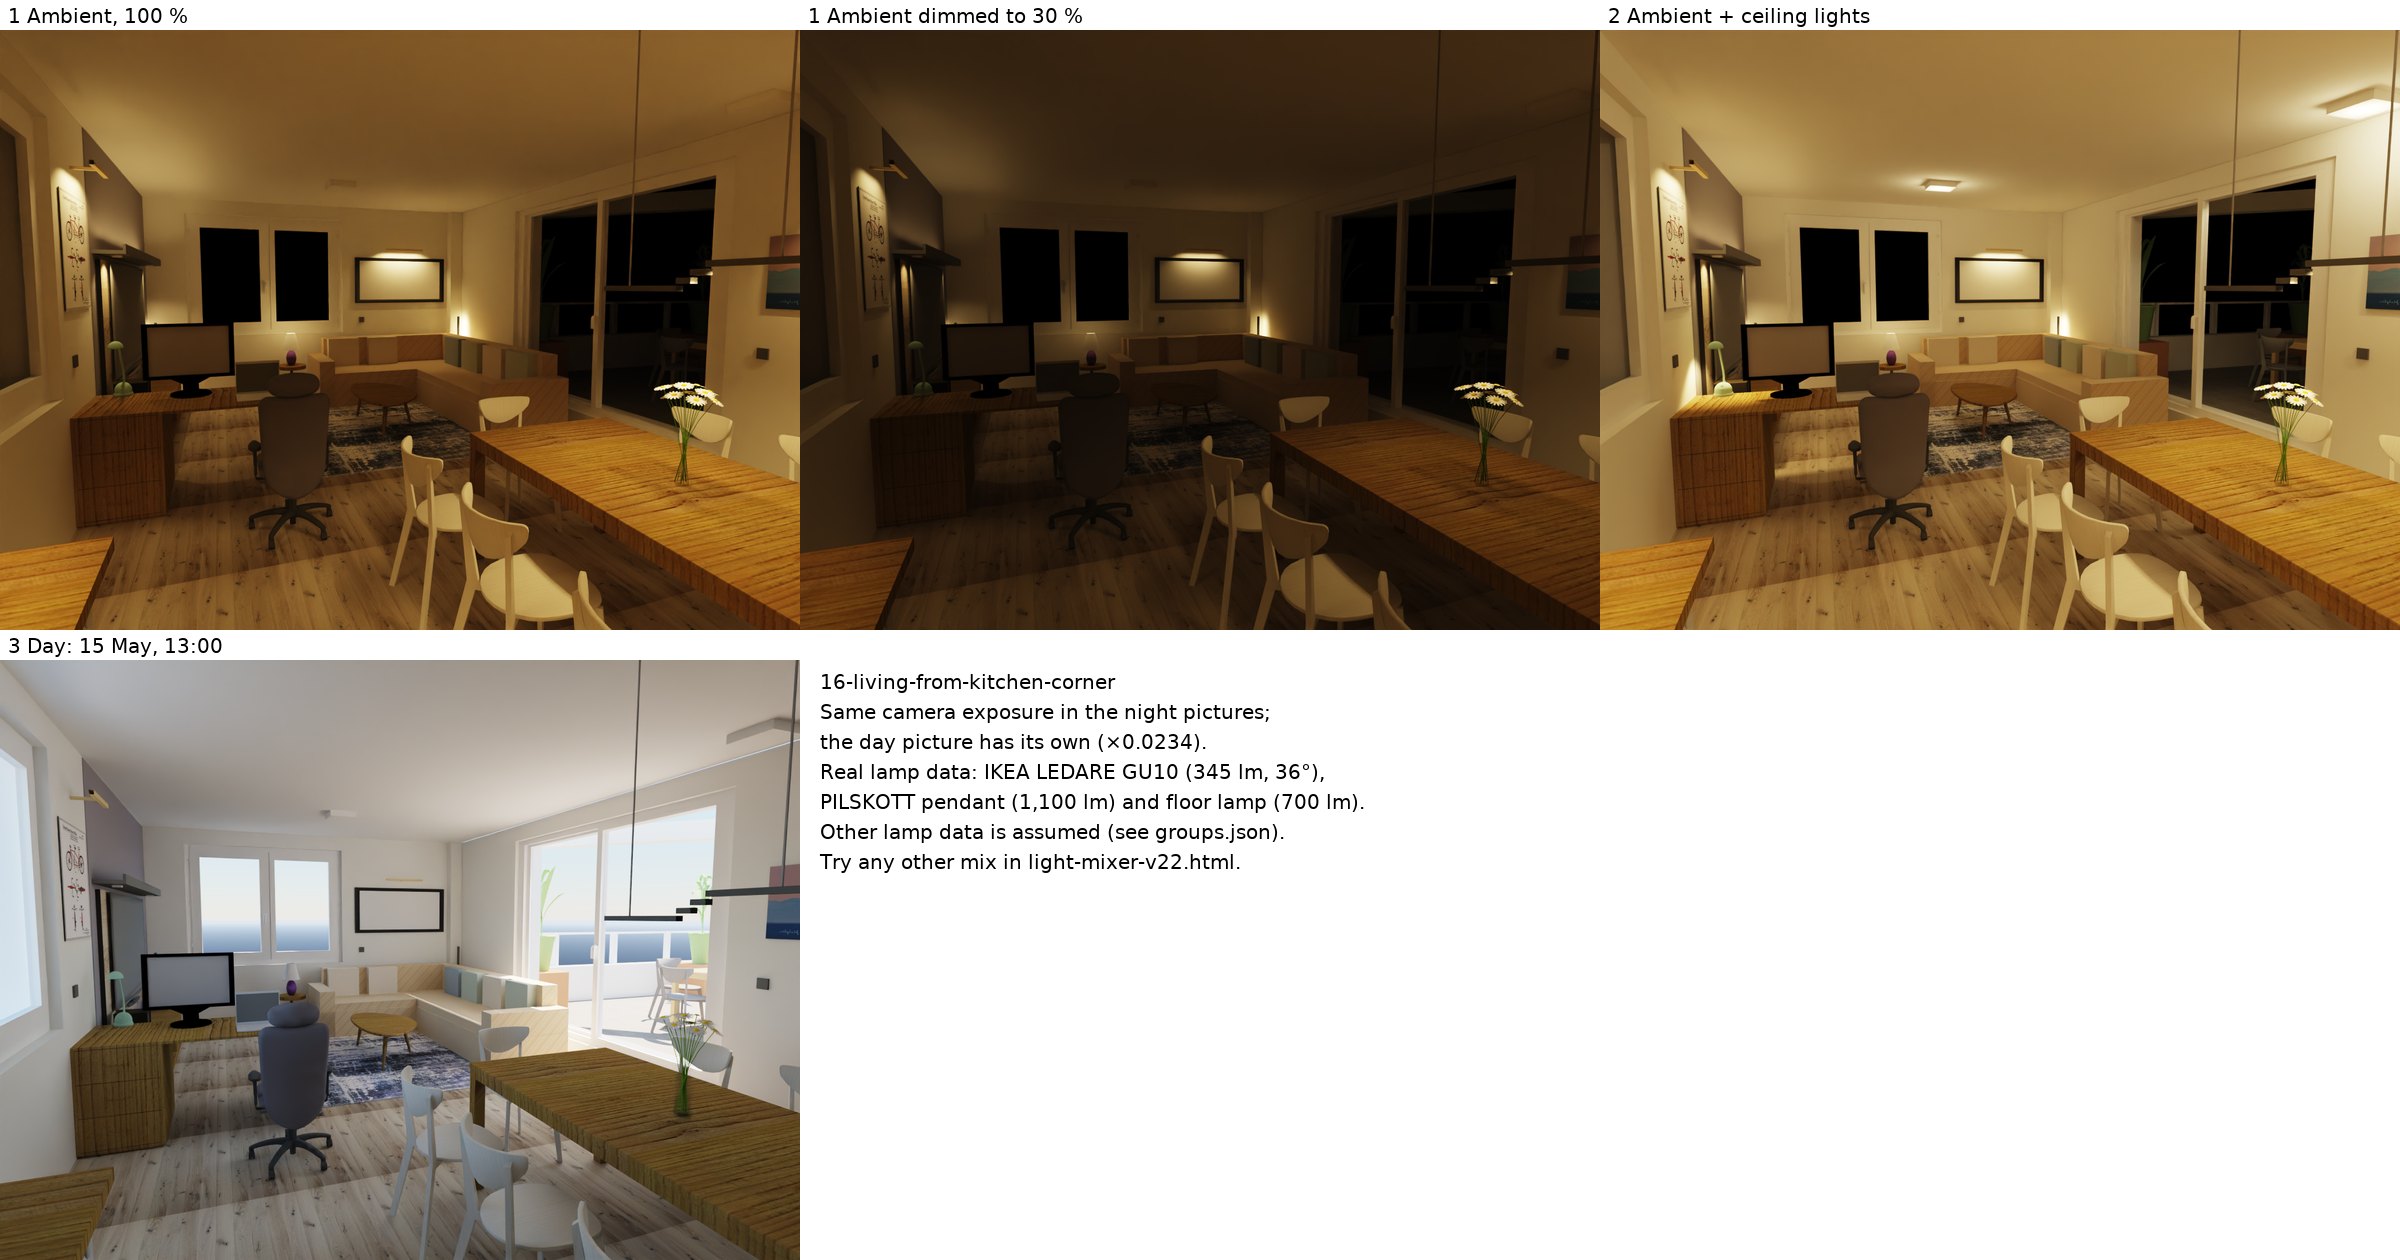 1 Ambient, 100 %
1 Ambient dimmed to 30 %
2 Ambient + ceiling lights
3 Day: 15 May, 13:00
16-living-from-kitchen-corner
Same camera exposure in the night pictures;
the day picture has its own (×0.0234).
Real lamp data: IKEA LEDARE GU10 (345 lm, 36°),
PILSKOTT pendant (1,100 lm) and floor lamp (700 lm).
Other lamp data is assumed (see groups.json).
Try any other mix in light-mixer-v22.html.